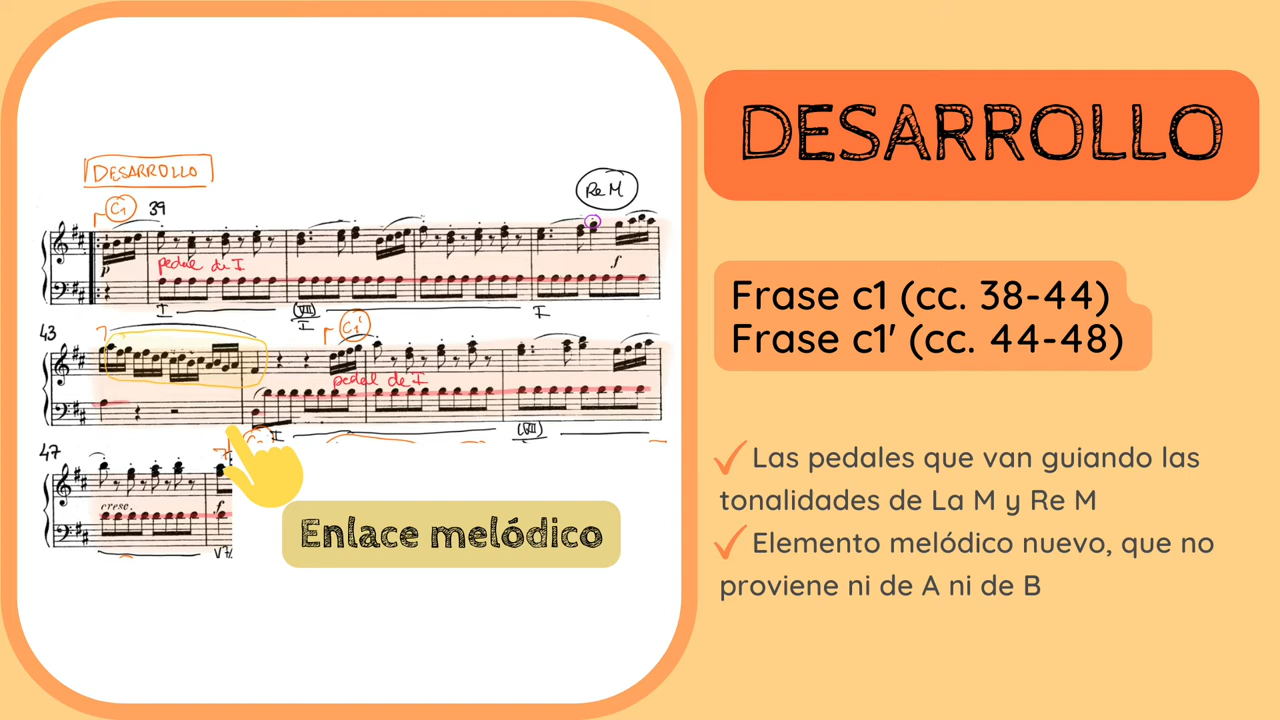 DESARROLLO
C1
39
Re M
p
pedal de I
f
I
(VII)
I
I
43
C1'
pedal de I
I
(VII)
47
cresc.
f
V7
Enlace melódico
DESARROLLO
Frase c1 (cc. 38-44)
Frase c1' (cc. 44-48)
Las pedales que van guiando las
tonalidades de La M y Re M
Elemento melódico nuevo, que no
proviene ni de A ni de B